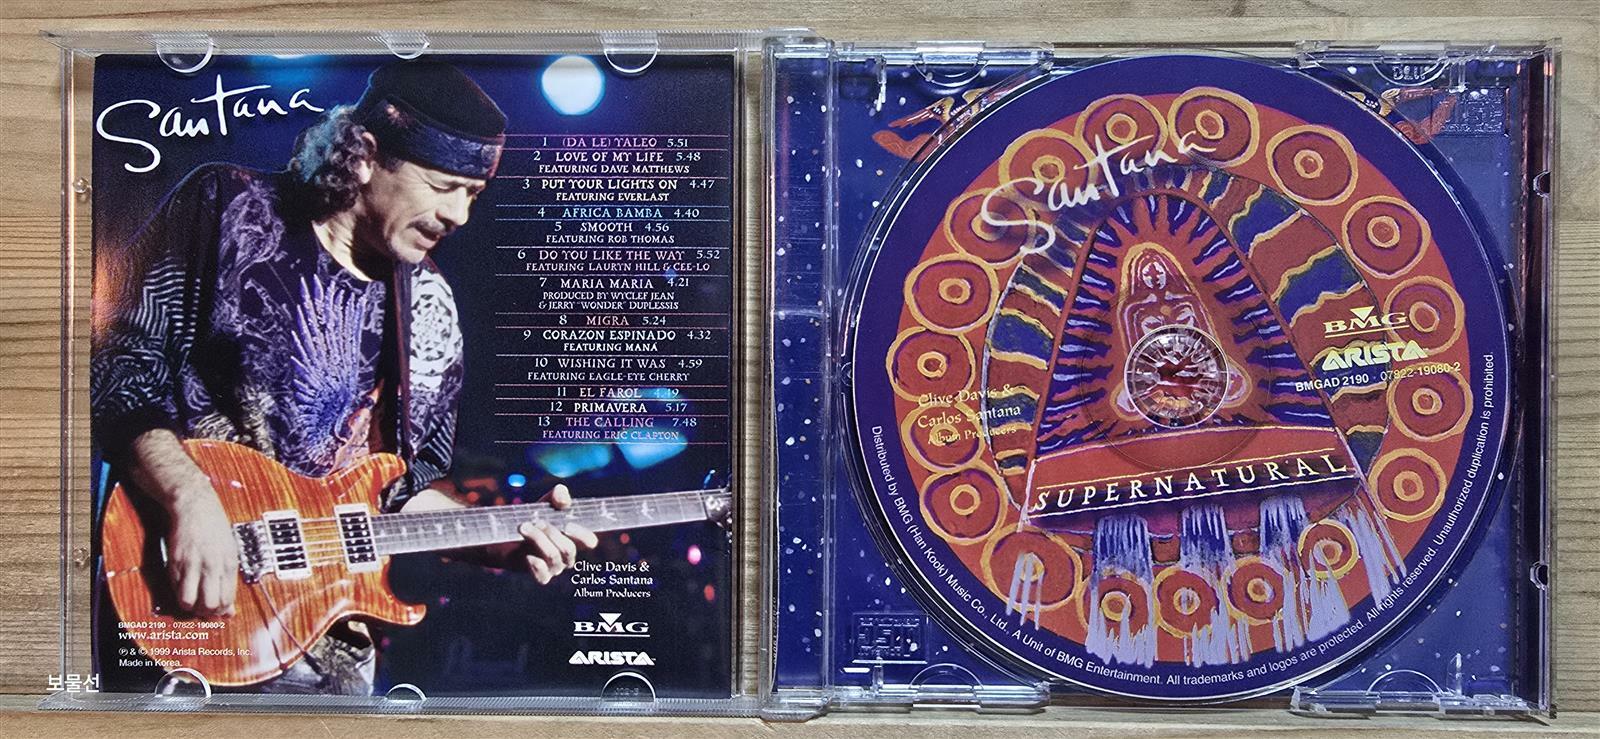 Santana
1 (DA LE) YALEO 5.51
2 LOVE OF MY LIFE 5.48
FEATURING DAVE MATTHEWS
3 PUT YOUR LIGHTS ON 4.47
FEATURING EVERLAST
4 AFRICA BAMBA 4.40
5 SMOOTH 4.56
FEATURING ROB THOMAS
6 DO YOU LIKE THE WAY 5.52
FEATURING LAURYN HILL & CEE-LO
7 MARIA MARIA 4.21
PRODUCED BY WYCLEF JEAN
& JERRY "WONDER" DUPLESSIS
8 MIGRA 5.24
9 CORAZON ESPINADO 4.32
FEATURING MANÁ
10 WISHING IT WAS 4.59
FEATURING EAGLE-EYE CHERRY
11 EL FAROL 4.49
12 PRIMAVERA 5.17
13 THE CALLING 7.48
FEATURING ERIC CLAPTON
Clive Davis &
Carlos Santana
Album Producers
BMG
ARISTA
BMGAD 2190 · 07822-19080-2
www.arista.com
℗ & © 1999 Arista Records, Inc.
Made in Korea.
보물선
Santana
BMG
ARISTA
BMGAD 2190 · 07822-19080-2
Clive Davis &
Carlos Santana
Album Producers
SUPERNATURAL
Distributed by BMG (Han Kook) Music Co., Ltd., A Unit of BMG Entertainment. All trademarks and logos are protected. All rights reserved. Unauthorized duplication is prohibited.